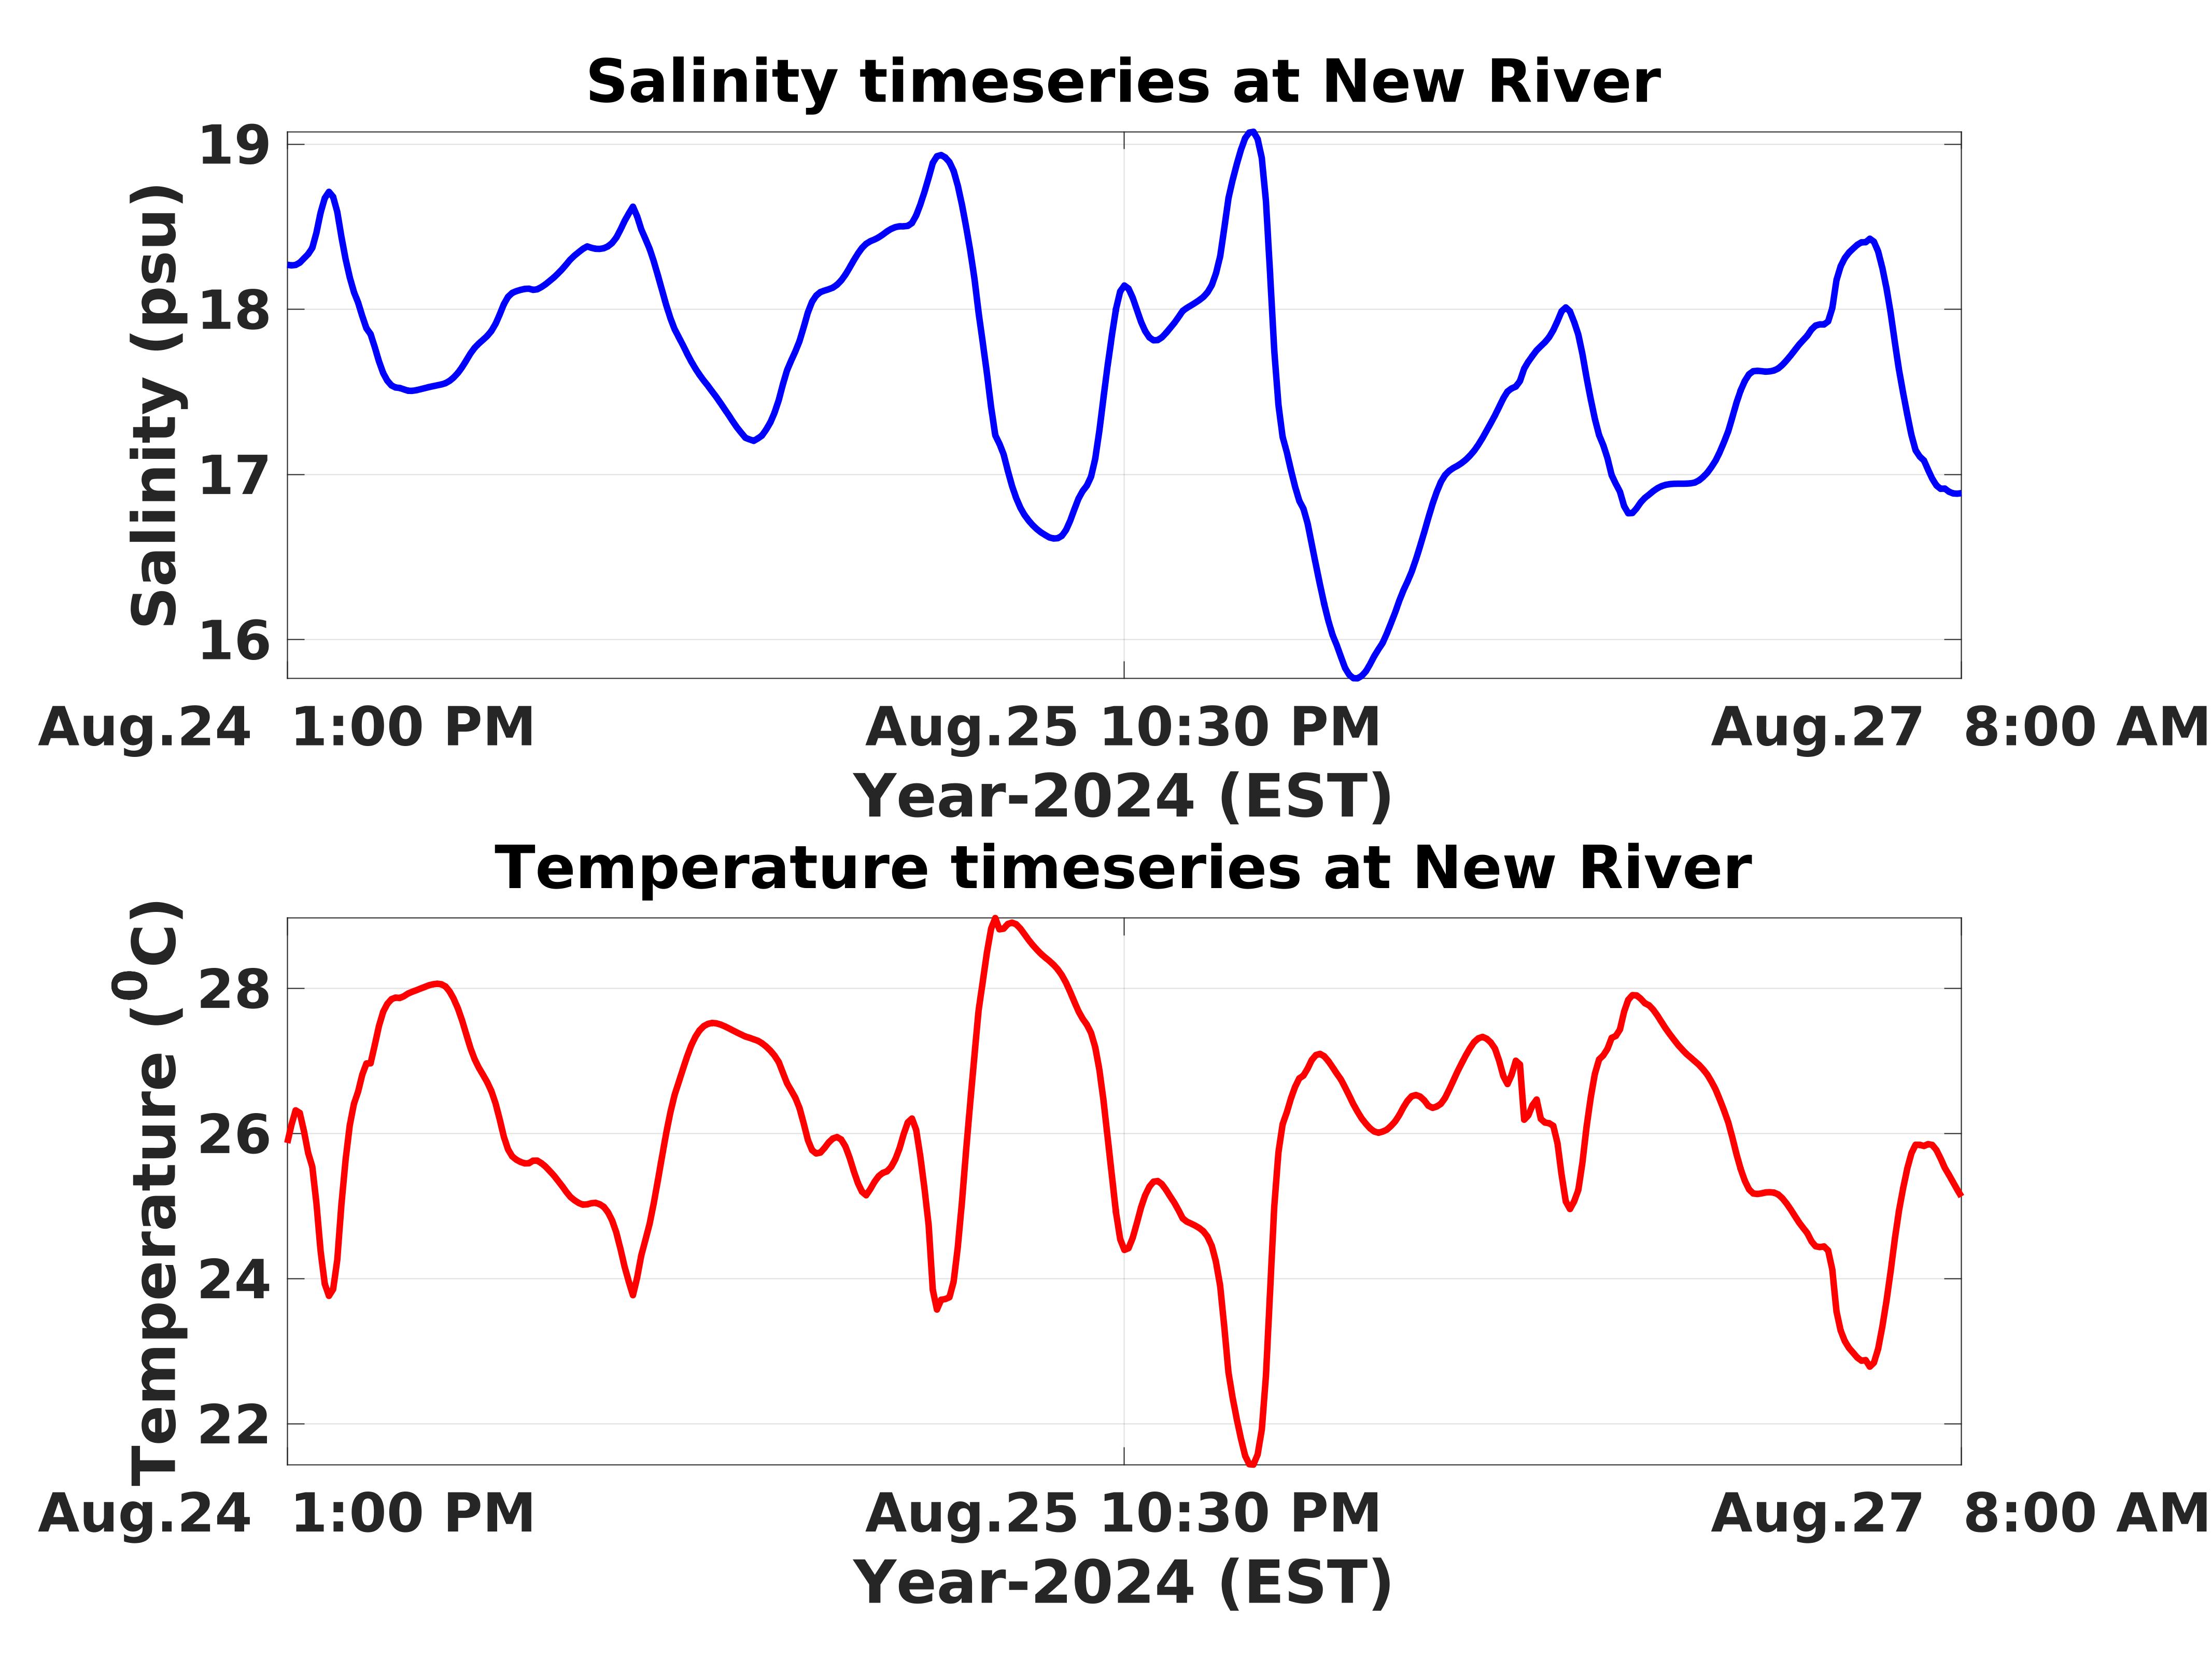 Salinity timeseries at New River
Salinity (psu)
19
18
17
16
Aug.24  1:00 PM
Aug.25 10:30 PM
Aug.27  8:00 AM
Year-2024 (EST)
Temperature timeseries at New River
Temperature (⁰C)
28
26
24
22
Aug.24  1:00 PM
Aug.25 10:30 PM
Aug.27  8:00 AM
Year-2024 (EST)